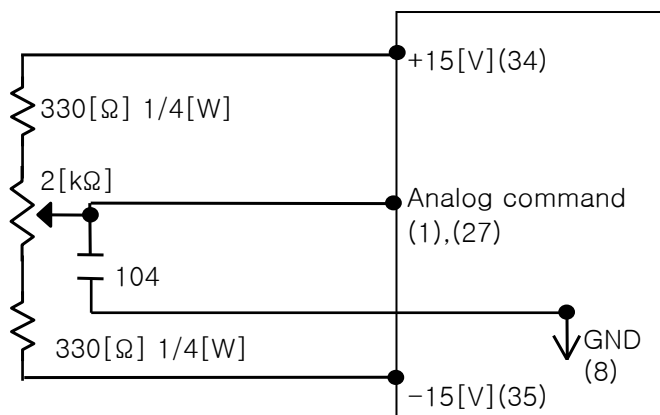 +15[V](34)
330[Ω] 1/4[W]
2[kΩ]
Analog command
(1),(27)
104
330[Ω] 1/4[W]
GND
(8)
-15[V](35)